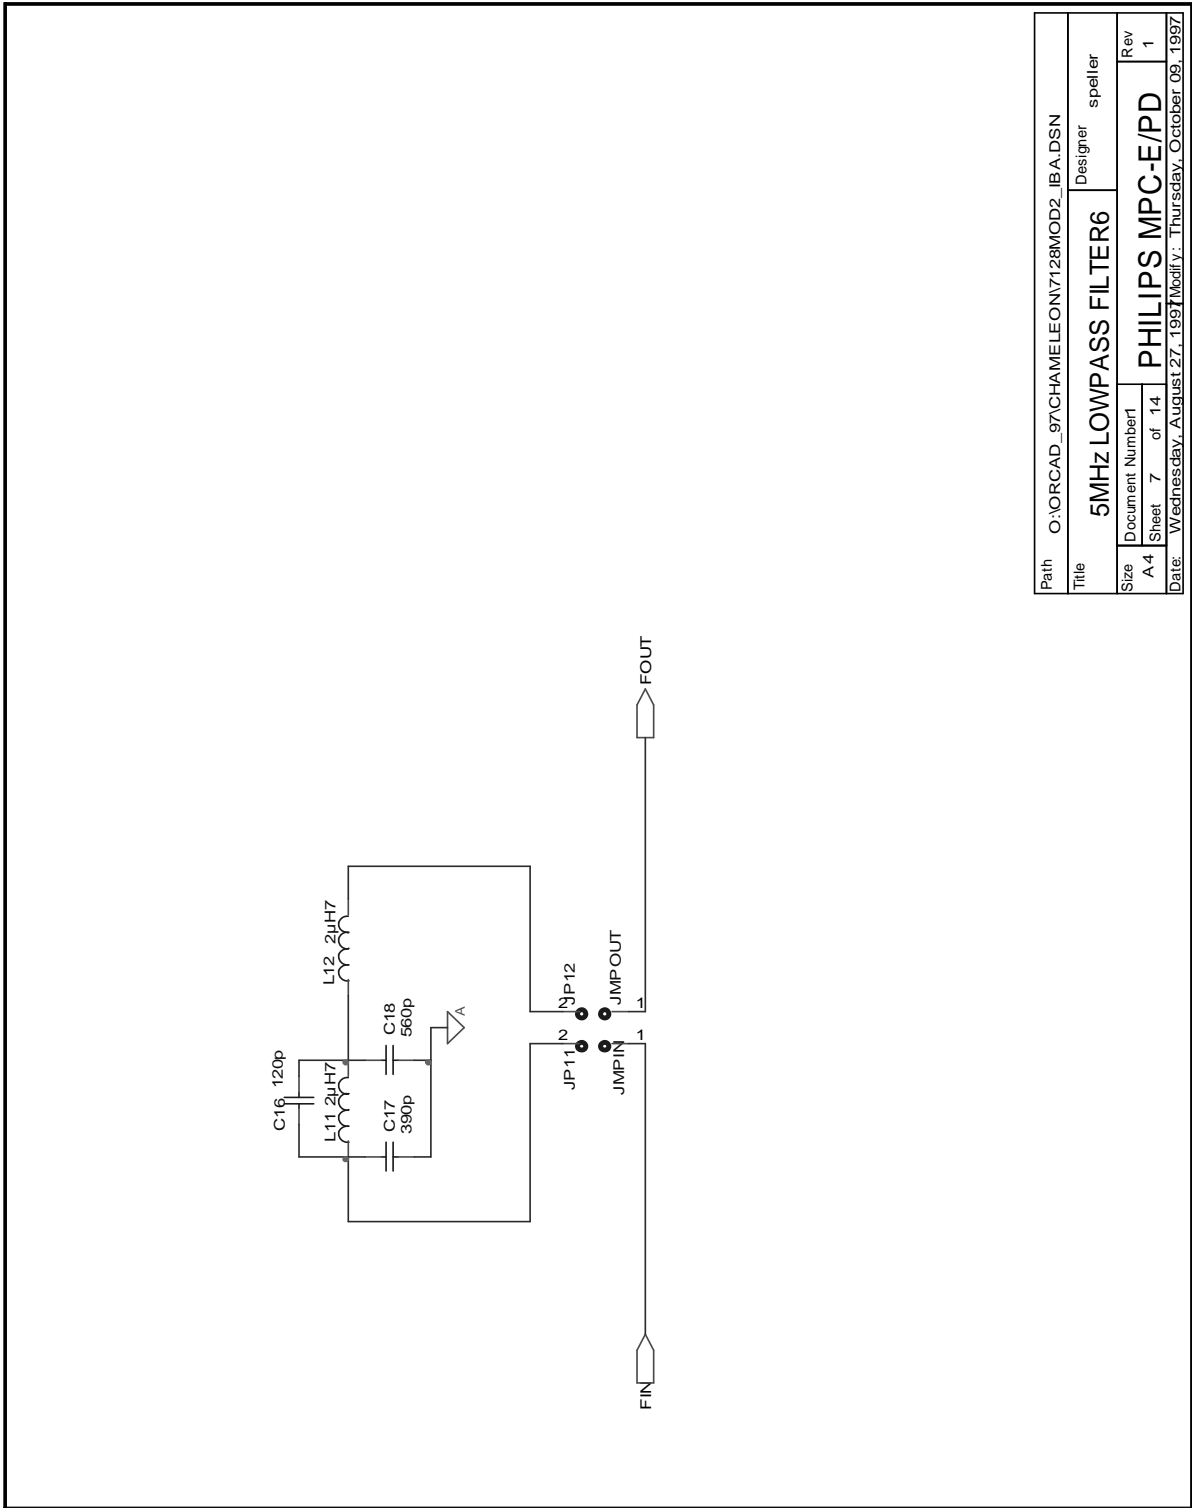 C16 120p
L11 2µH7
L12 2µH7
C17
390p
C18
560p
A
JP11
2
2
JP12
JMPIN
1
1
JMPOUT
FIN
FOUT
Path O:\ORCAD_97\CHAMELEON\7128MOD2_IBA.DSN
Title
5MHz LOWPASS FILTER6
Designer speller
Size
A4
Document Number1
Sheet 7 of 14
PHILIPS MPC-E/PD
Rev
1
Date: Wednesday, August 27, 1997 Modify: Thursday, October 09, 1997